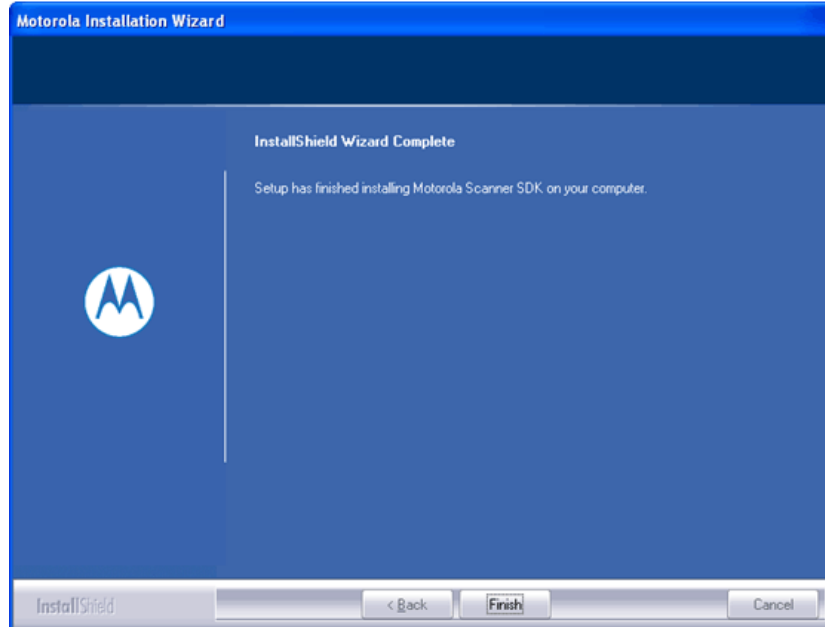 Motorola Installation Wizard
InstallShield Wizard Complete
Setup has finished installing Motorola Scanner SDK on your computer.
InstallShield
< Back
Finish
Cancel